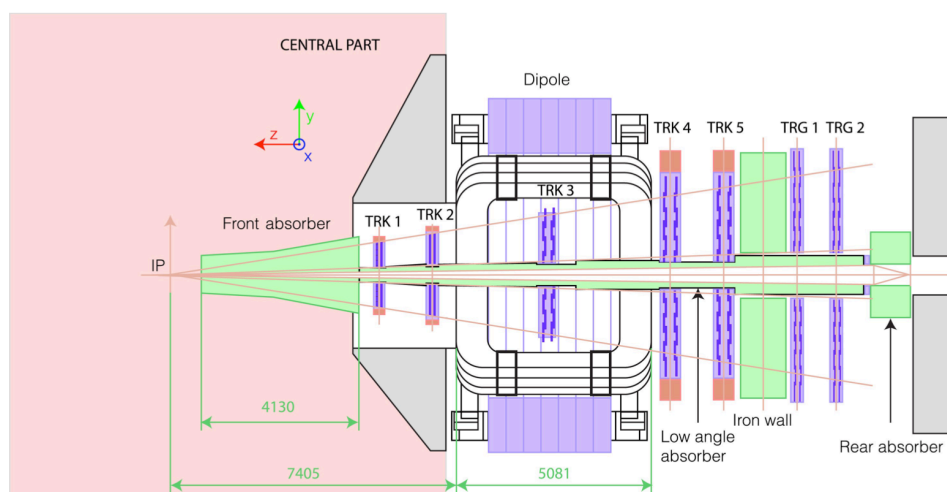 CENTRAL PART
Dipole
TRK 4
TRK 5
TRG 1
TRG 2
y
z
x
TRK 3
TRK 1
TRK 2
Front absorber
IP
4130
Low angle
absorber
Iron wall
Rear absorber
7405
5081